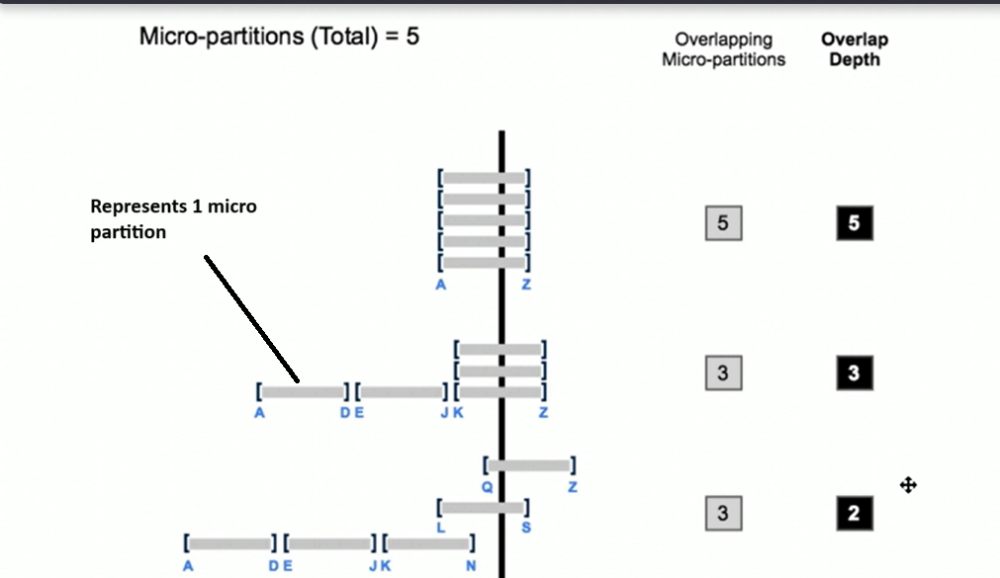 Micro-partitions (Total) = 5
Overlapping
Micro-partitions
Overlap
Depth
Represents 1 micro
partition
5
5
A Z
3
3
A D E J K Z
Q Z
3
2
L S
A D E J K N